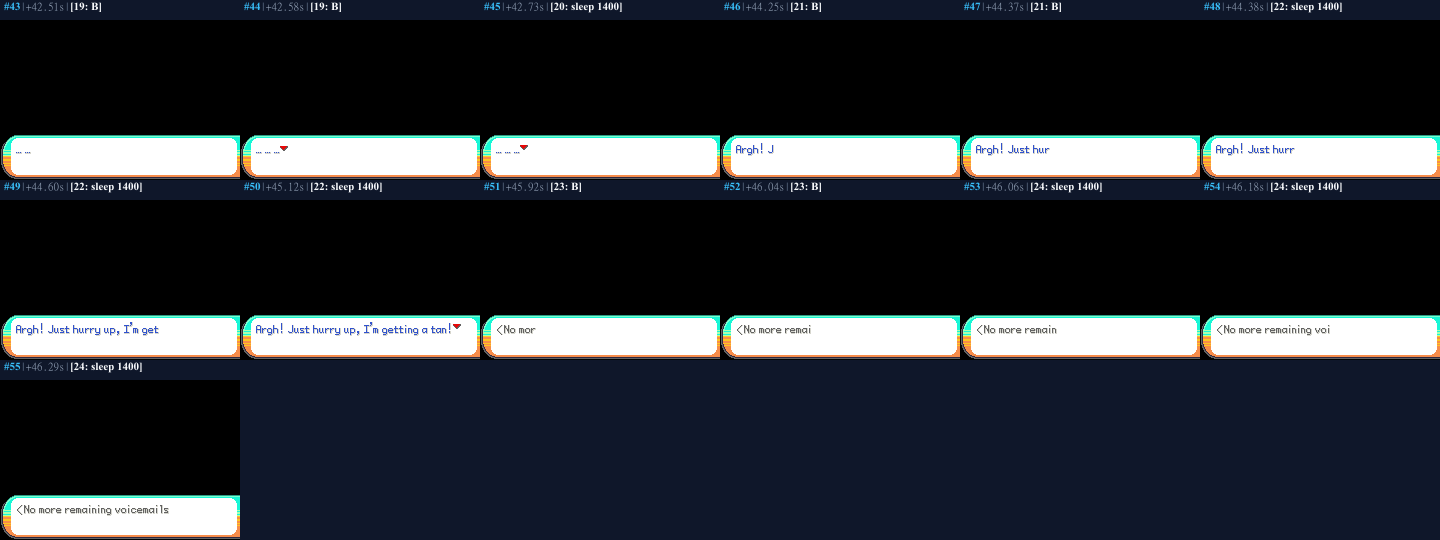 #43|+42.51s|[19: B]
#44|+42.58s|[19: B]
#45|+42.73s|[20: sleep 1400]
#46|+44.25s|[21: B]
#47|+44.37s|[21: B]
#48|+44.38s|[22: sleep 1400]
… …
… … …
… … …
Argh! J
Argh! Just hur
Argh! Just hurr
#49|+44.60s|[22: sleep 1400]
#50|+45.12s|[22: sleep 1400]
#51|+45.92s|[23: B]
#52|+46.04s|[23: B]
#53|+46.06s|[24: sleep 1400]
#54|+46.18s|[24: sleep 1400]
Argh! Just hurry up, I'm get
Argh! Just hurry up, I'm getting a tan!
<No mor
<No more remai
<No more remain
<No more remaining voi
#55|+46.29s|[24: sleep 1400]
<No more remaining voicemails